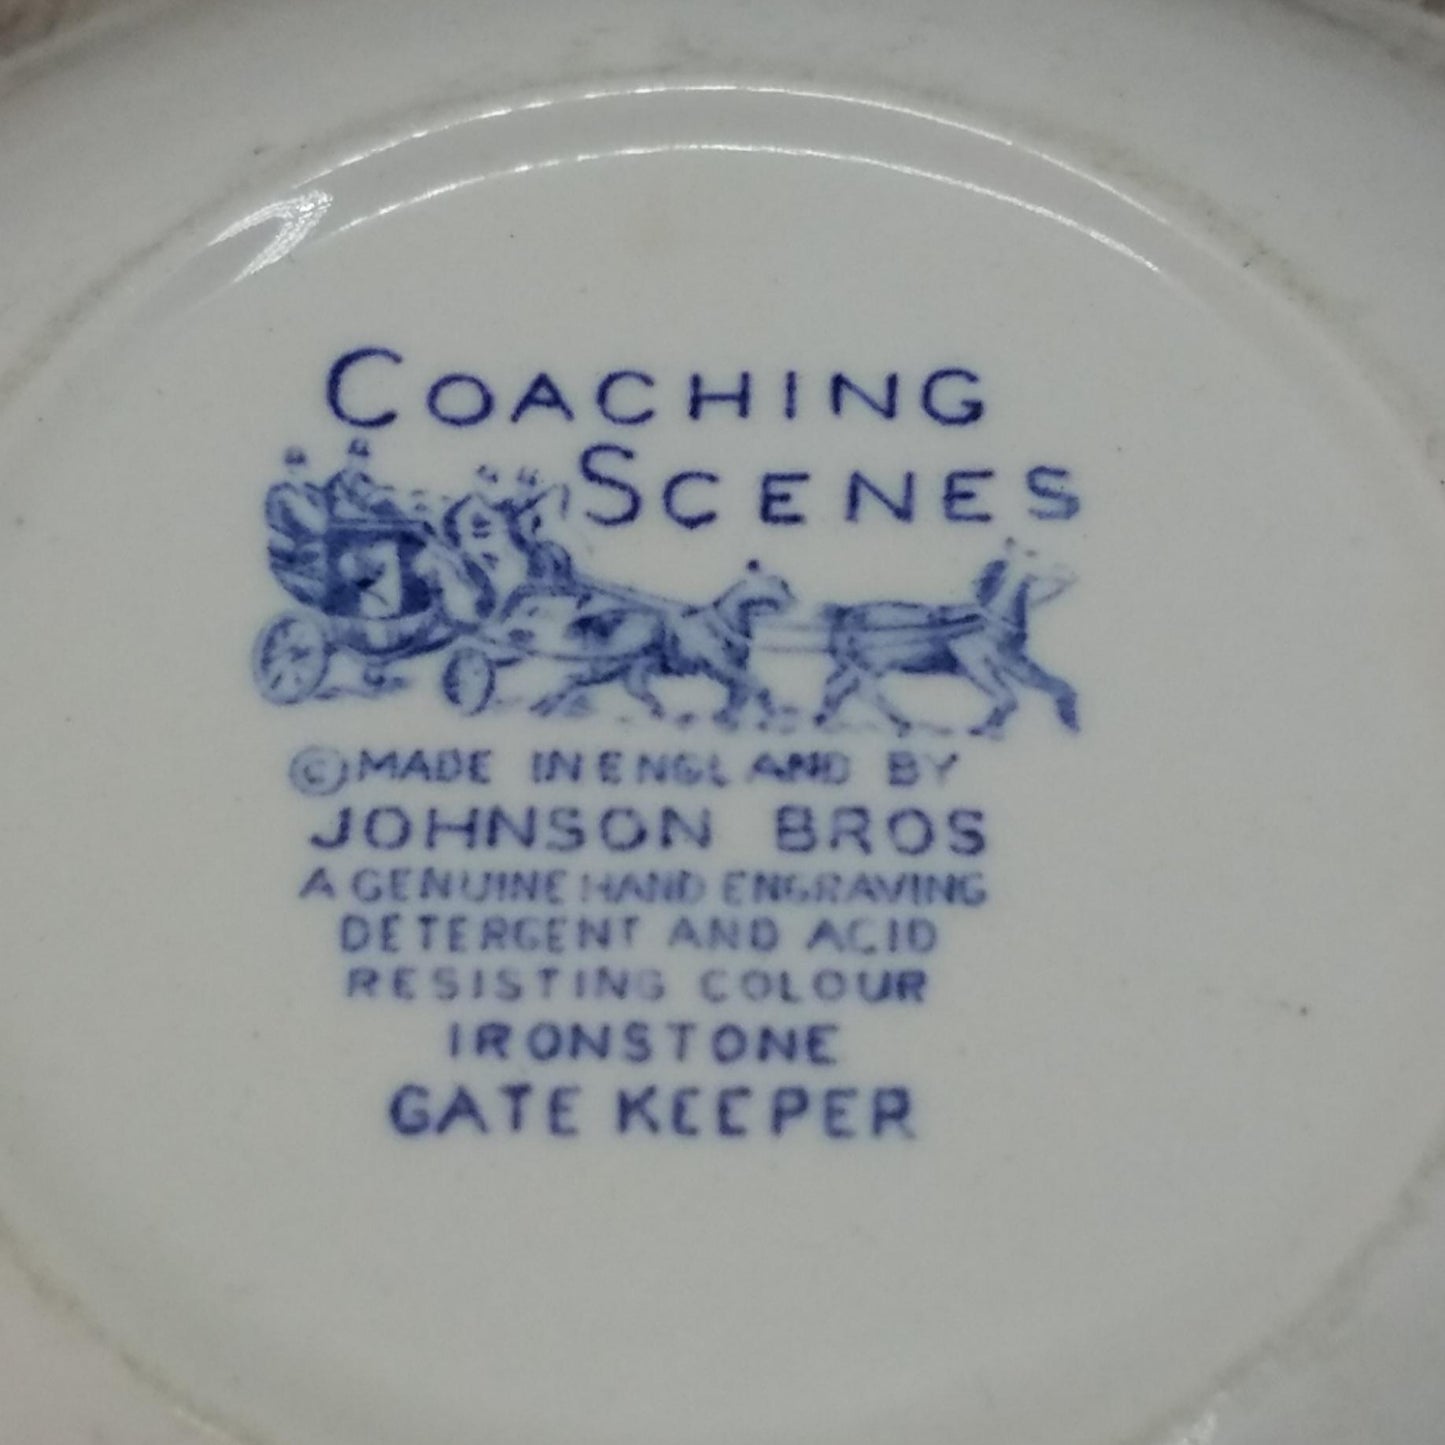 COACHING
SCENES
© MADE IN ENGLAND BY
JOHNSON BROS
A GENUINE HAND ENGRAVING
DETERGENT AND ACID
RESISTING COLOUR
IRONSTONE
GATE KEEPER